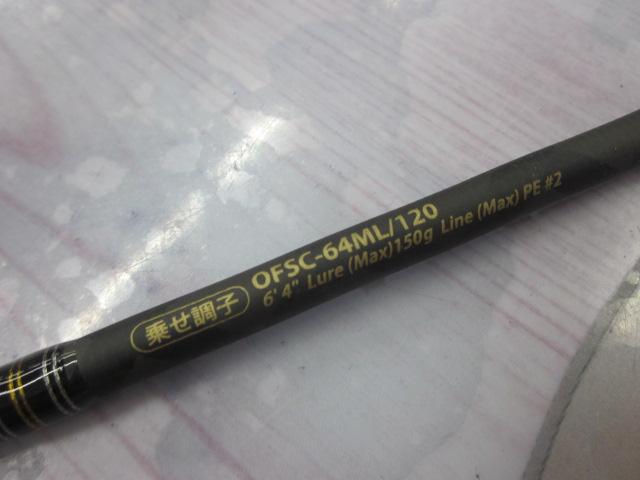 乗せ調子
OFSC-64ML/120
6' 4" Lure (Max)150g Line (Max) PE #2